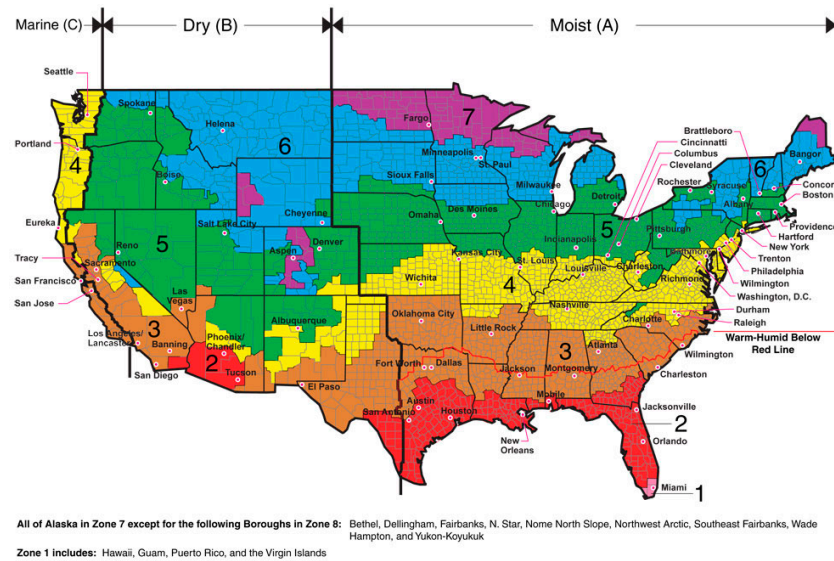 Marine (C)
Dry (B)
Moist (A)
Seattle
Spokane
Helena
6
Fargo
7
Portland
4
Minneapolis
St. Paul
Brattleboro
Cincinnatti
Columbus
Cleveland
6
Bangor
Boise
Sioux Falls
Milwaukee
Rochester
Syracuse
Concor
Boston
Albany
Detroit
Chicago
Cheyenne
Eureka
Salt Lake City
Omaha
Des Moines
Reno
5
Aspen
Denver
Indianapolis
5
Pittsburgh
Providence
Hartford
New York
Trenton
Philadelphia
Wilmington
Washington, D.C.
Tracy
Sacramento
Kansas City
St. Louis
Louisville
Charleston
Baltimore
Richmond
San Francisco
San Jose
Las
Vegas
Wichita
4
Nashville
Durham
Raleigh
Charlotte
Albuquerque
Oklahoma City
Little Rock
3
Los Angeles/
Lancaster
Banning
Phoenix/
Chandler
2
Tucson
3
Atlanta
Warm-Humid Below
Red Line
Wilmington
San Diego
El Paso
Fort Worth
Dallas
Jackson
Montgomery
Charleston
San Antonio
Austin
Houston
Mobile
New
Orleans
Jacksonville
2
Orlando
Miami
1
All of Alaska in Zone 7 except for the following Boroughs in Zone 8: Bethel, Dellingham, Fairbanks, N. Star, Nome North Slope, Northwest Arctic, Southeast Fairbanks, Wade
Hampton, and Yukon-Koyukuk
Zone 1 includes: Hawaii, Guam, Puerto Rico, and the Virgin Islands